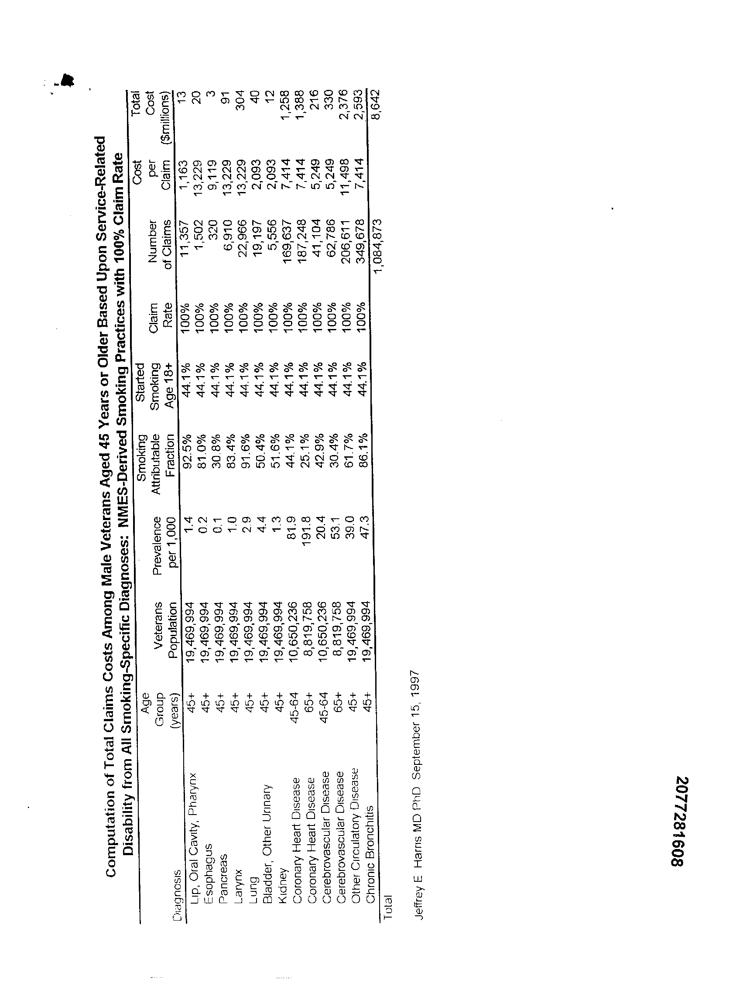 Computation of Total Claims Costs Among Male Veterans Aged 45 Years or Older Based Upon Service-Related
Disability from All Smoking-Specific Diagnoses: NMES-Derived Smoking Practices with 100% Claim Rate
Age Smoking Started Cost Total
Group Veterans Prevalence Attributable Smoking Claim Number per Cost
Diagnosis (years) Population per 1,000 Fraction Age 18+ Rate of Claims Claim ($millions)
Lip, Oral Cavity, Pharynx 45+ 19,469,994 1.4 92.5% 44.1% 100% 11,357 1,163 13
Esophagus 45+ 19,469,994 0.2 81.0% 44.1% 100% 1,502 13,229 20
Pancreas 45+ 19,469,994 0.1 30.8% 44.1% 100% 320 9,119 3
Larynx 45+ 19,469,994 1.0 83.4% 44.1% 100% 6,910 13,229 91
Lung 45+ 19,469,994 2.9 91.6% 44.1% 100% 22,966 13,229 304
Bladder, Other Urinary 45+ 19,469,994 4.4 50.4% 44.1% 100% 19,197 2,093 40
Kidney 45+ 19,469,994 1.3 51.6% 44.1% 100% 5,556 2,093 12
Coronary Heart Disease 45-64 10,650,236 81.9 44.1% 44.1% 100% 169,637 7,414 1,258
Coronary Heart Disease 65+ 8,819,758 191.8 25.1% 44.1% 100% 187,248 7,414 1,388
Cerebrovascular Disease 45-64 10,650,236 20.4 42.9% 44.1% 100% 41,104 5,249 216
Cerebrovascular Disease 65+ 8,819,758 53.1 30.4% 44.1% 100% 62,786 5,249 330
Other Circulatory Disease 45+ 19,469,994 39.0 61.7% 44.1% 100% 206,611 11,498 2,376
Chronic Bronchitis 45+ 19,469,994 47.3 86.1% 44.1% 100% 349,678 7,414 2,593
Total 1,084,873 8,642
Jeffrey E Harris MD PhD September 15, 1997
2077281608